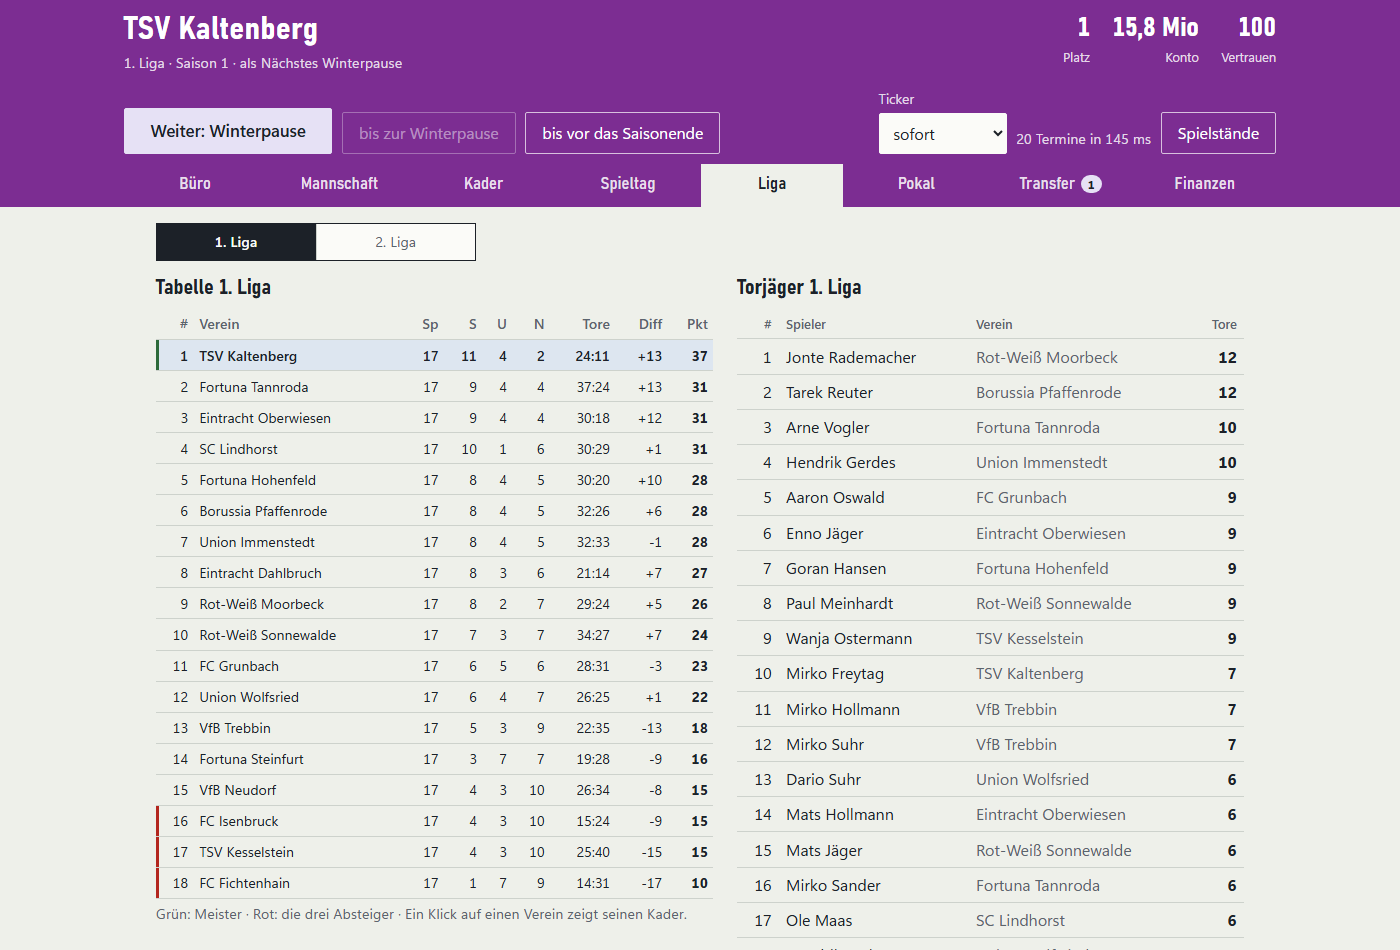 TSV Kaltenberg
1. Liga · Saison 1 · als Nächstes Winterpause
1 15,8 Mio 100
Platz Konto Vertrauen
Weiter: Winterpause
bis zur Winterpause
bis vor das Saisonende
Ticker
sofort
20 Termine in 145 ms
Spielstände
Büro Mannschaft Kader Spieltag Liga Pokal Transfer 1 Finanzen
1. Liga 2. Liga
Tabelle 1. Liga
# Verein Sp S U N Tore Diff Pkt
1 TSV Kaltenberg 17 11 4 2 24:11 +13 37
2 Fortuna Tannroda 17 9 4 4 37:24 +13 31
3 Eintracht Oberwiesen 17 9 4 4 30:18 +12 31
4 SC Lindhorst 17 10 1 6 30:29 +1 31
5 Fortuna Hohenfeld 17 8 4 5 30:20 +10 28
6 Borussia Pfaffenrode 17 8 4 5 32:26 +6 28
7 Union Immenstedt 17 8 4 5 32:33 -1 28
8 Eintracht Dahlbruch 17 8 3 6 21:14 +7 27
9 Rot-Weiß Moorbeck 17 8 2 7 29:24 +5 26
10 Rot-Weiß Sonnewalde 17 7 3 7 34:27 +7 24
11 FC Grunbach 17 6 5 6 28:31 -3 23
12 Union Wolfsried 17 6 4 7 26:25 +1 22
13 VfB Trebbin 17 5 3 9 22:35 -13 18
14 Fortuna Steinfurt 17 3 7 7 19:28 -9 16
15 VfB Neudorf 17 4 3 10 26:34 -8 15
16 FC Isenbruck 17 4 3 10 15:24 -9 15
17 TSV Kesselstein 17 4 3 10 25:40 -15 15
18 FC Fichtenhain 17 1 7 9 14:31 -17 10
Grün: Meister · Rot: die drei Absteiger · Ein Klick auf einen Verein zeigt seinen Kader.
Torjäger 1. Liga
# Spieler Verein Tore
1 Jonte Rademacher Rot-Weiß Moorbeck 12
2 Tarek Reuter Borussia Pfaffenrode 12
3 Arne Vogler Fortuna Tannroda 10
4 Hendrik Gerdes Union Immenstedt 10
5 Aaron Oswald FC Grunbach 9
6 Enno Jäger Eintracht Oberwiesen 9
7 Goran Hansen Fortuna Hohenfeld 9
8 Paul Meinhardt Rot-Weiß Sonnewalde 9
9 Wanja Ostermann TSV Kesselstein 9
10 Mirko Freytag TSV Kaltenberg 7
11 Mirko Hollmann VfB Trebbin 7
12 Mirko Suhr VfB Trebbin 7
13 Dario Suhr Union Wolfsried 6
14 Mats Hollmann Eintracht Oberwiesen 6
15 Mats Jäger Rot-Weiß Sonnewalde 6
16 Mirko Sander Fortuna Tannroda 6
17 Ole Maas SC Lindhorst 6